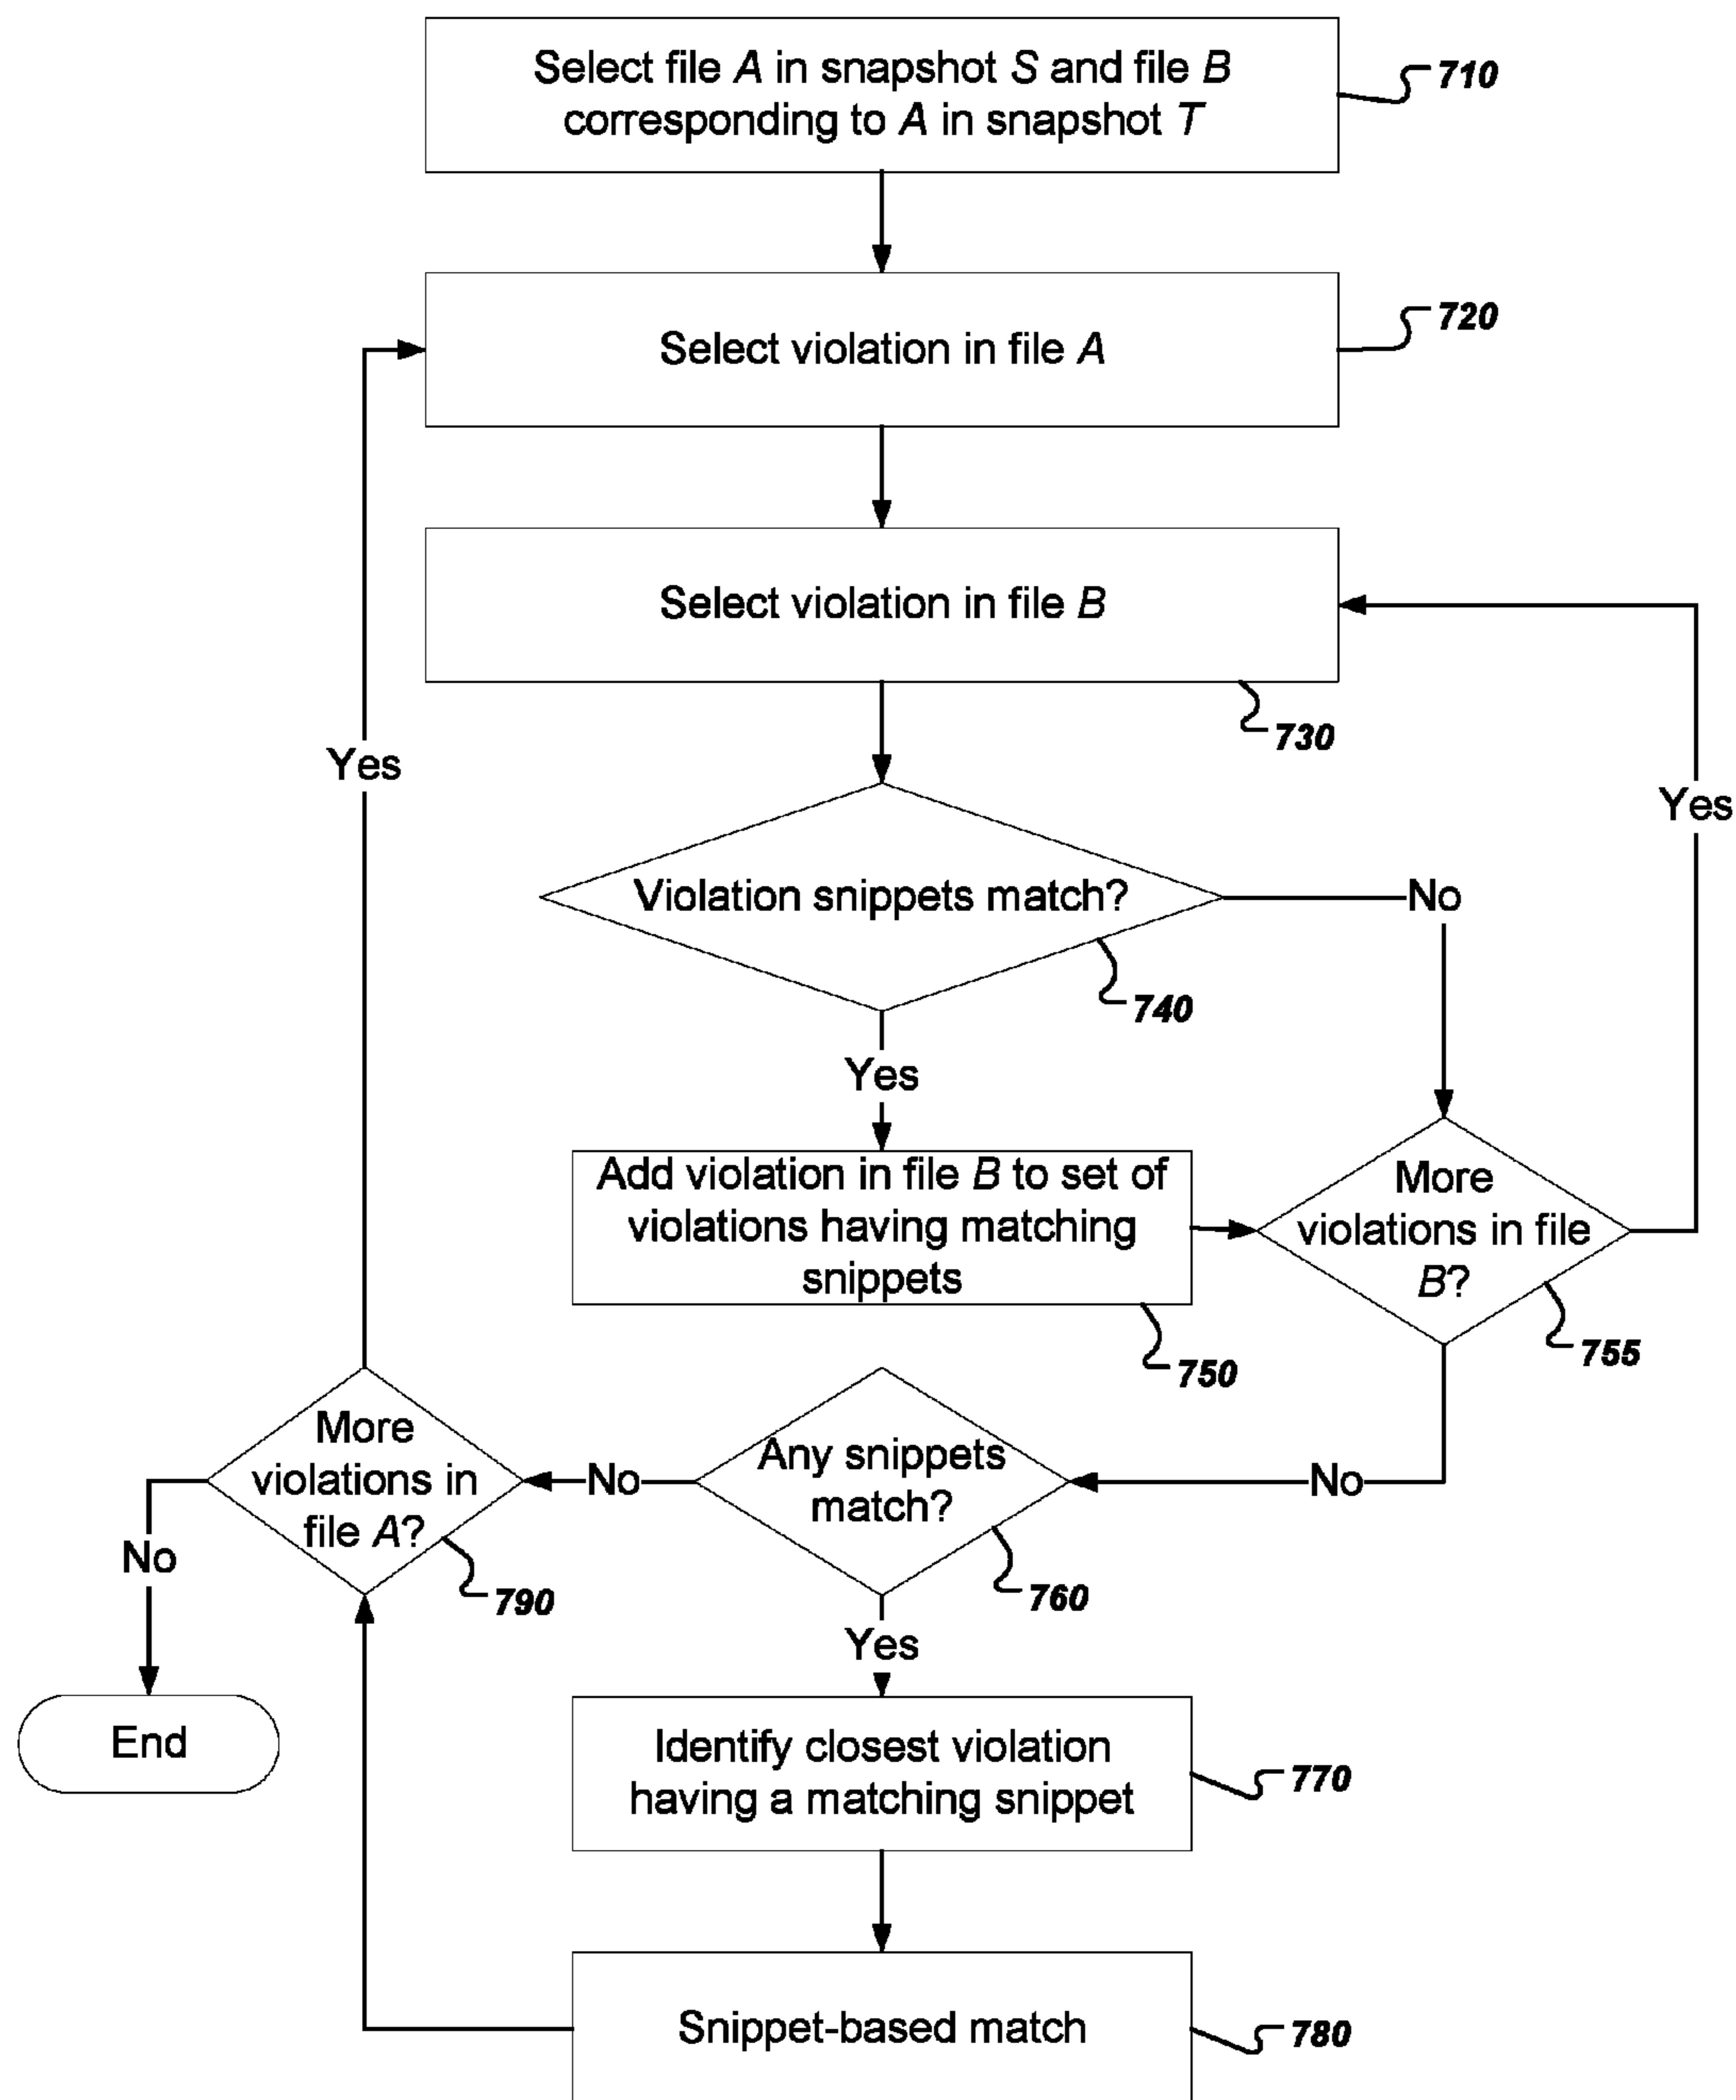 Select file A in snapshot S and file B
corresponding to A in snapshot T
710
Select violation in file A
720
Select violation in file B
730
Yes
Yes
Violation snippets match?
No
740
Yes
Add violation in file B to set of
violations having matching
snippets
750
More
violations in file
B?
755
More
violations in
file A?
790
No
Any snippets
match?
760
No
No
Yes
End
Identify closest violation
having a matching snippet
770
Snippet-based match
780